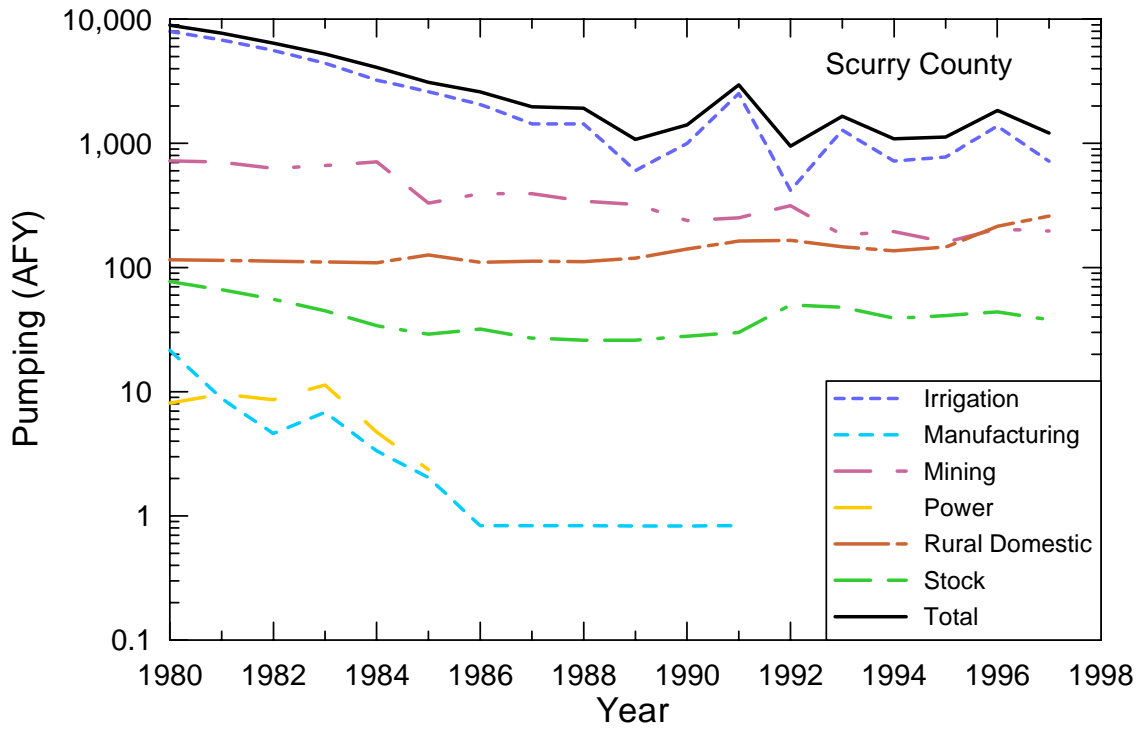 10,000
1,000
100
10
1
0.1
Pumping (AFY)
Scurry County
Irrigation
Manufacturing
Mining
Power
Rural Domestic
Stock
Total
1980 1982 1984 1986 1988 1990 1992 1994 1996 1998
Year